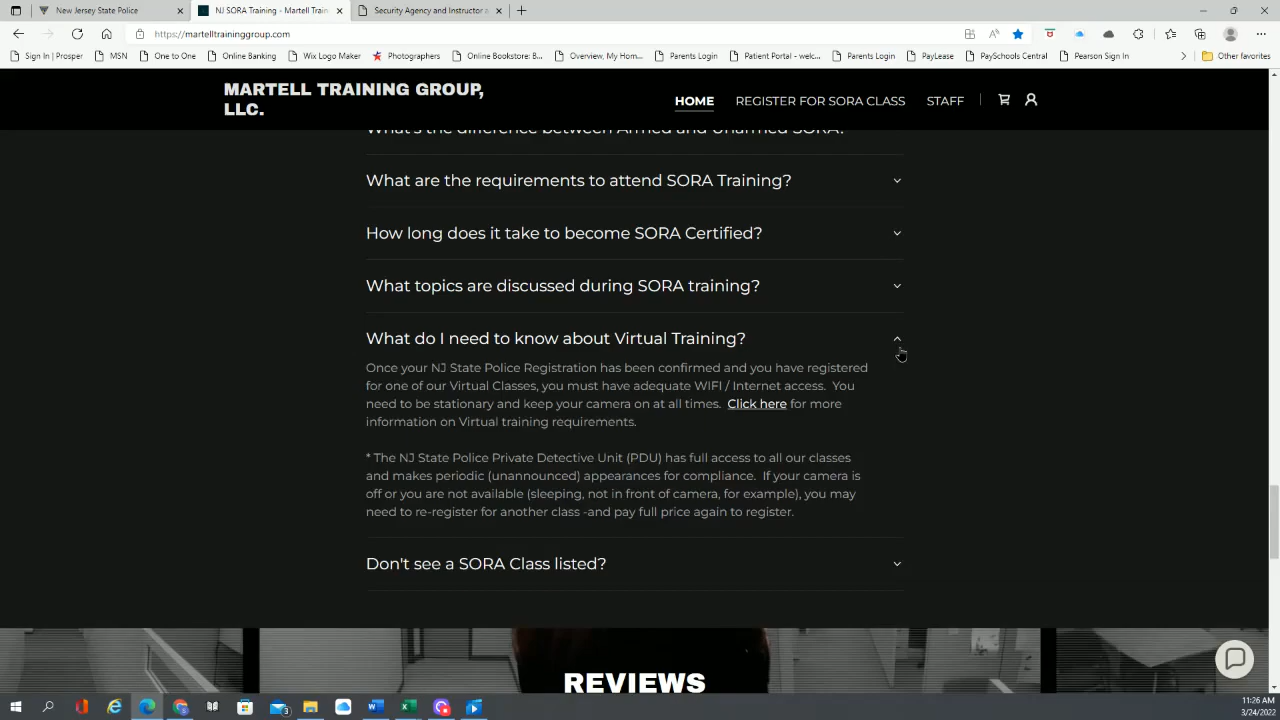 New Jersey State Police
NJ SORA Training - Martell Train
Security Agency and Instructor a
https://martelltraininggroup.com
Sign In | Prosper
MSN
One to One
Online Banking
Wix Logo Maker
Photographers
Online Bookstore: B...
Overview, My Hom...
Parents Login
Patient Portal - welc...
Parents Login
PayLease
PaySchools Central
Pearson Sign In
Other favorites
MARTELL TRAINING GROUP,
LLC.
HOME
REGISTER FOR SORA CLASS
STAFF
What's the difference between Armed and Unarmed SORA?
What are the requirements to attend SORA Training?
How long does it take to become SORA Certified?
What topics are discussed during SORA training?
What do I need to know about Virtual Training?
Once your NJ State Police Registration has been confirmed and you have registered
for one of our Virtual Classes, you must have adequate WIFI / Internet access. You
need to be stationary and keep your camera on at all times. Click here for more
information on Virtual training requirements.
* The NJ State Police Private Detective Unit (PDU) has full access to all our classes
and makes periodic (unannounced) appearances for compliance. If your camera is
off or you are not available (sleeping, not in front of camera, for example), you may
need to re-register for another class -and pay full price again to register.
Don't see a SORA Class listed?
REVIEWS
11:26 AM
3/24/2022